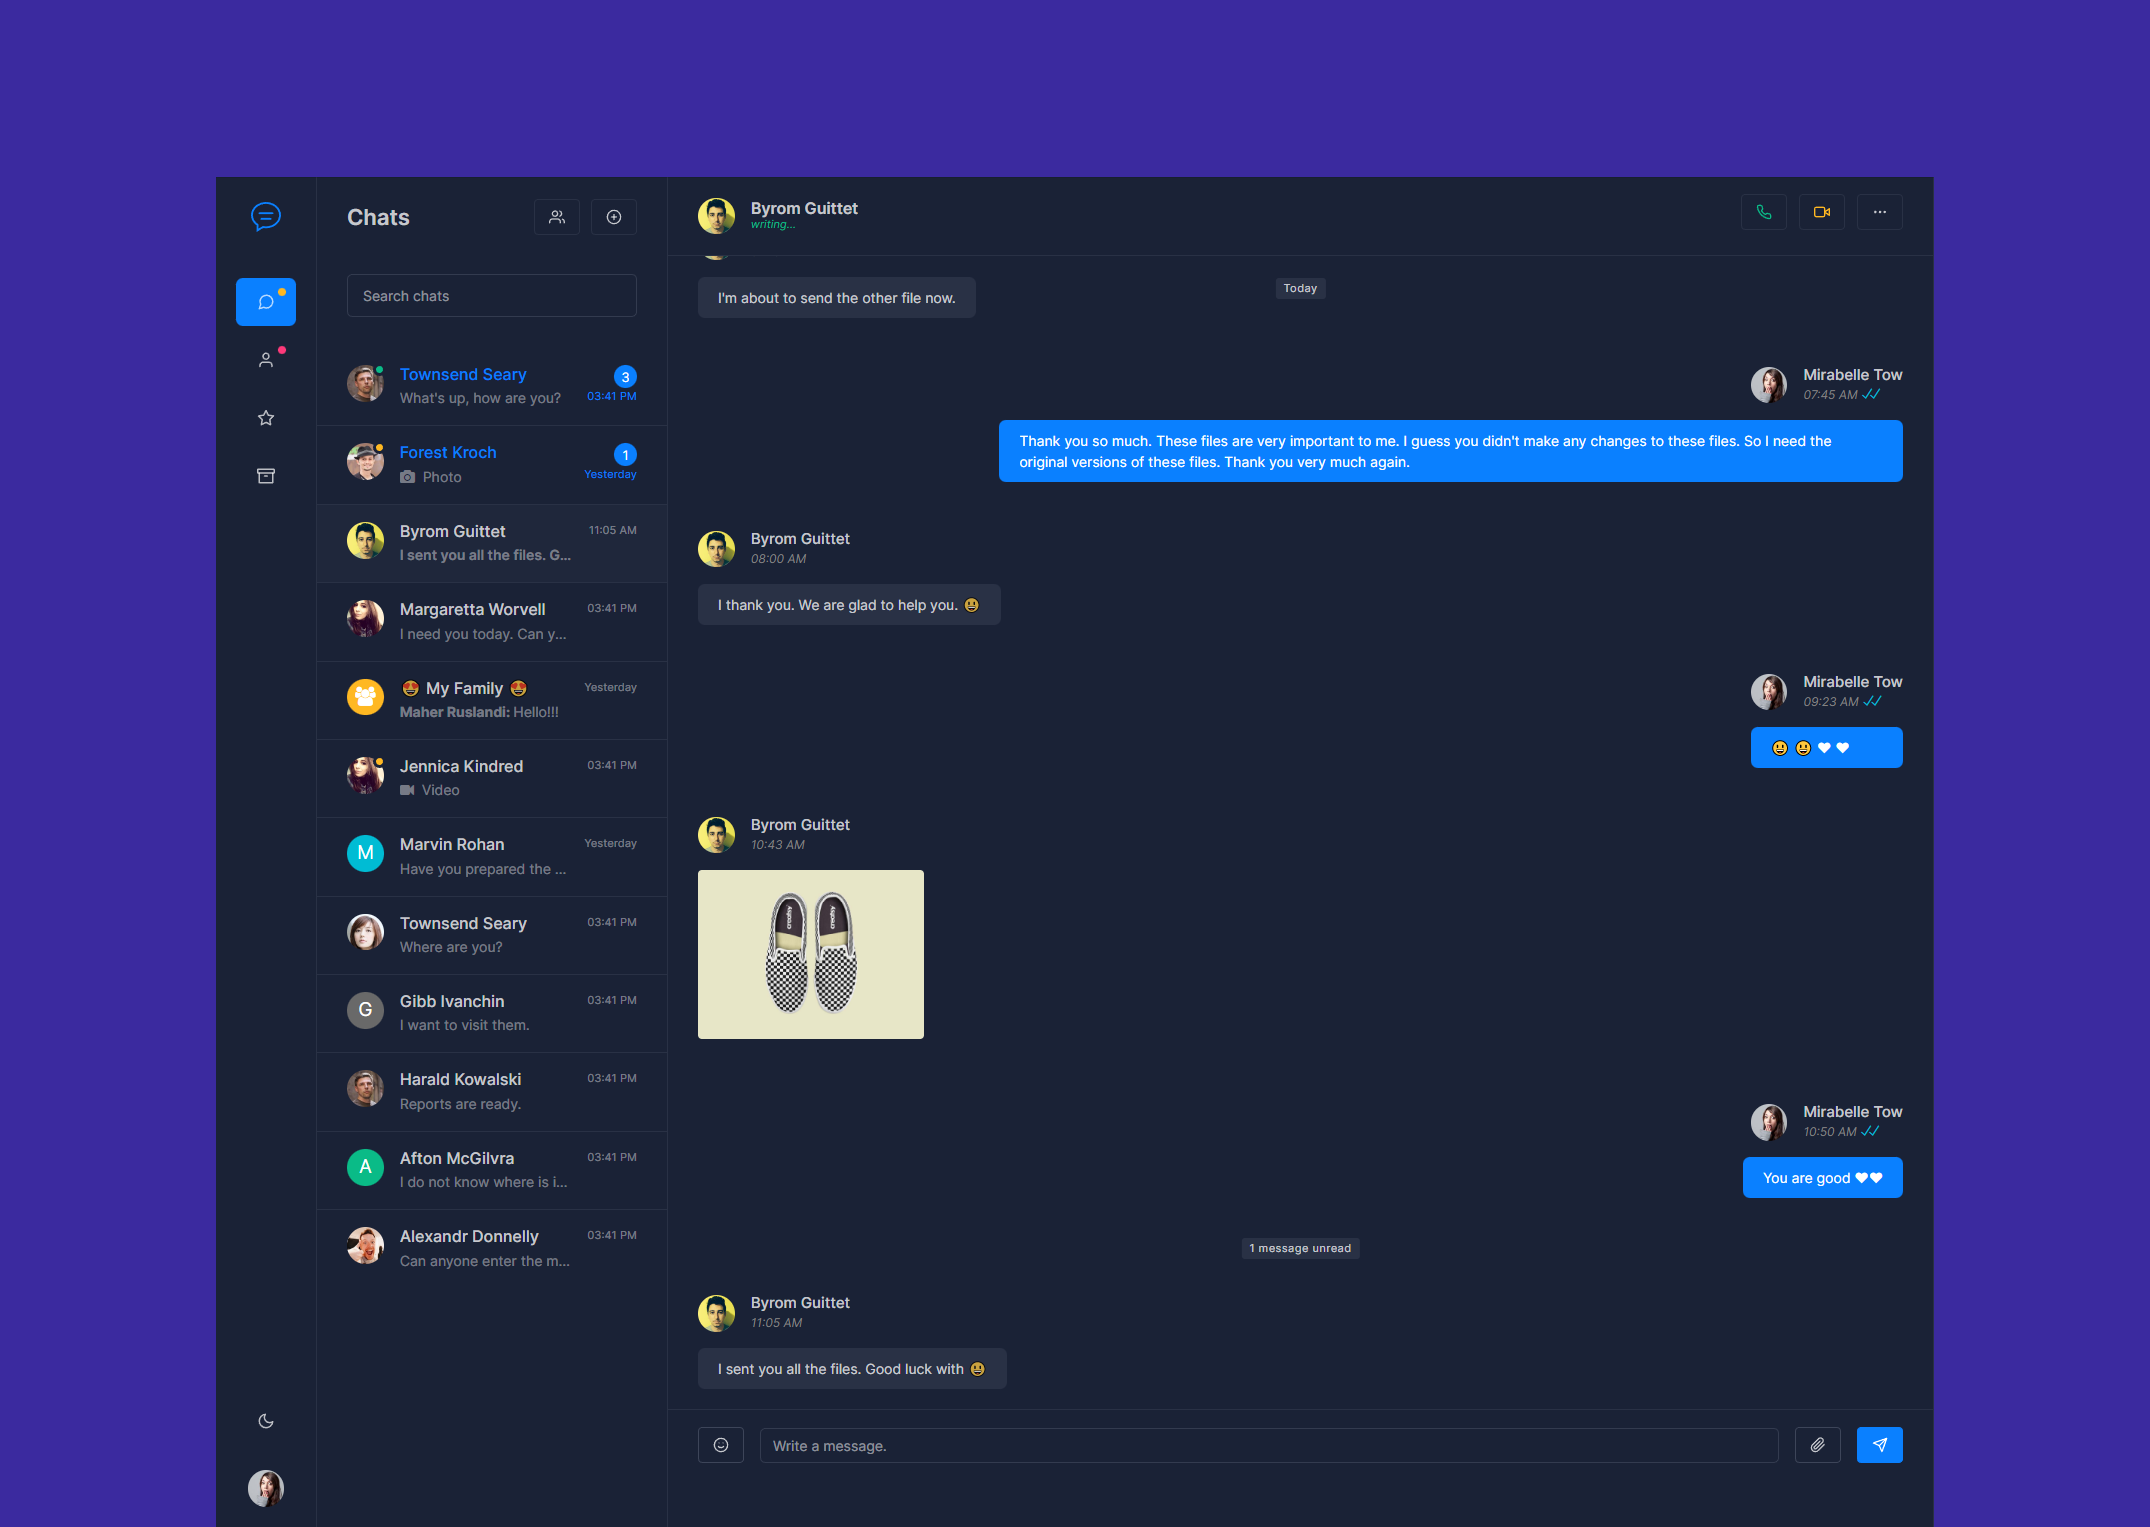 Chats
Search chats
Townsend Seary
3
What's up, how are you?
03:41 PM
Forest Kroch
1
Photo
Yesterday
Byrom Guittet
11:05 AM
I sent you all the files. G...
Margaretta Worvell
03:41 PM
I need you today. Can y...
😍 My Family 😍
Yesterday
Maher Ruslandi: Hello!!!
Jennica Kindred
03:41 PM
Video
M
Marvin Rohan
Yesterday
Have you prepared the ...
Townsend Seary
03:41 PM
Where are you?
G
Gibb Ivanchin
03:41 PM
I want to visit them.
Harald Kowalski
03:41 PM
Reports are ready.
A
Afton McGilvra
03:41 PM
I do not know where is i...
Alexandr Donnelly
03:41 PM
Can anyone enter the m...
Byrom Guittet
writing...
Today
I'm about to send the other file now.
Mirabelle Tow
07:45 AM
Thank you so much. These files are very important to me. I guess you didn't make any changes to these files. So I need the
original versions of these files. Thank you very much again.
Byrom Guittet
08:00 AM
I thank you. We are glad to help you. 😃
Mirabelle Tow
09:23 AM
😃 😃 ❤ ❤
Byrom Guittet
10:43 AM
creatsy
creatsy
Mirabelle Tow
10:50 AM
You are good ❤❤
1 message unread
Byrom Guittet
11:05 AM
I sent you all the files. Good luck with 😃
Write a message.